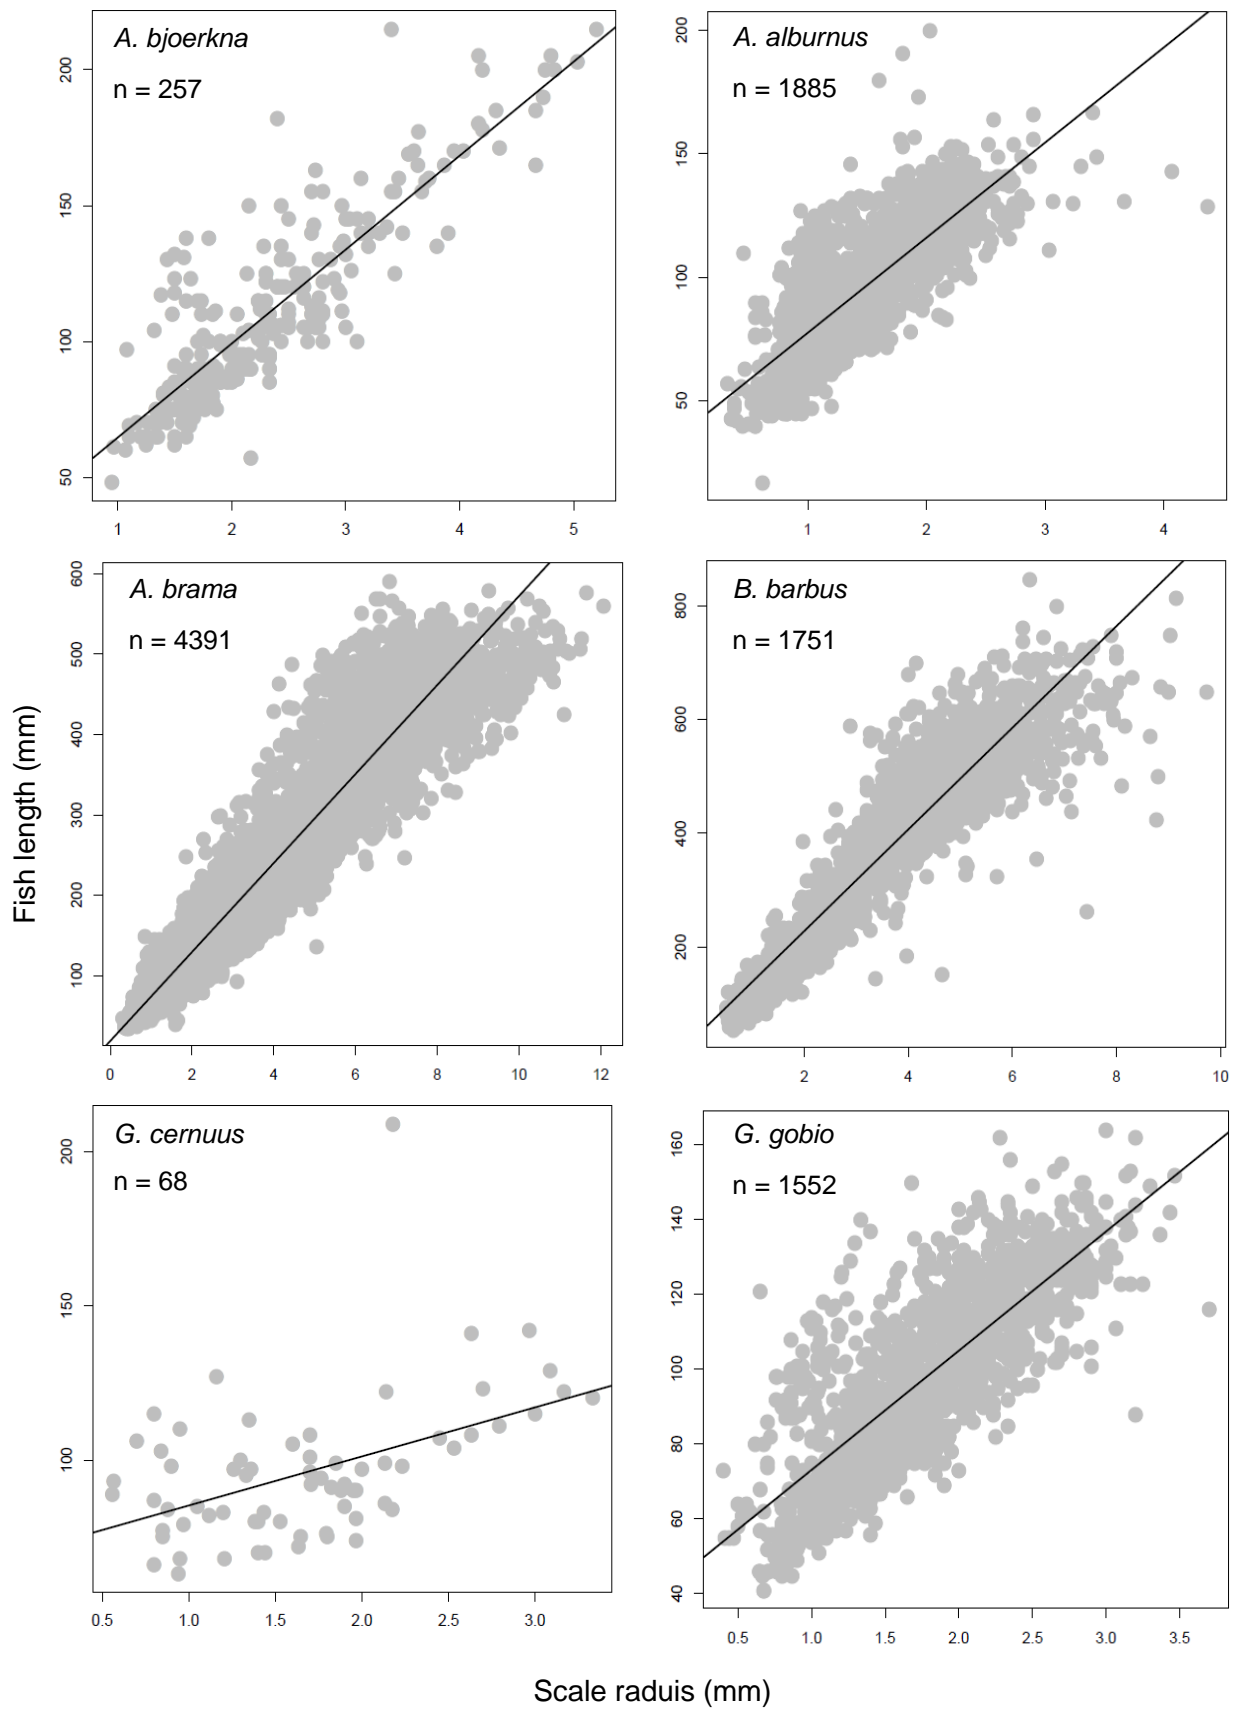 A. bjoerkna
n = 257
50
100
150
200
1 2 3 4 5
A. alburnus
n = 1885
50
100
150
200
1 2 3 4
A. brama
n = 4391
100
200
300
400
500
600
0 2 4 6 8 10 12
B. barbus
n = 1751
200
400
600
800
2 4 6 8 10
Fish length (mm)
G. cernuus
n = 68
100
150
200
0.5 1.0 1.5 2.0 2.5 3.0
G. gobio
n = 1552
40
60
80
100
120
140
160
0.5 1.0 1.5 2.0 2.5 3.0 3.5
Scale raduis (mm)